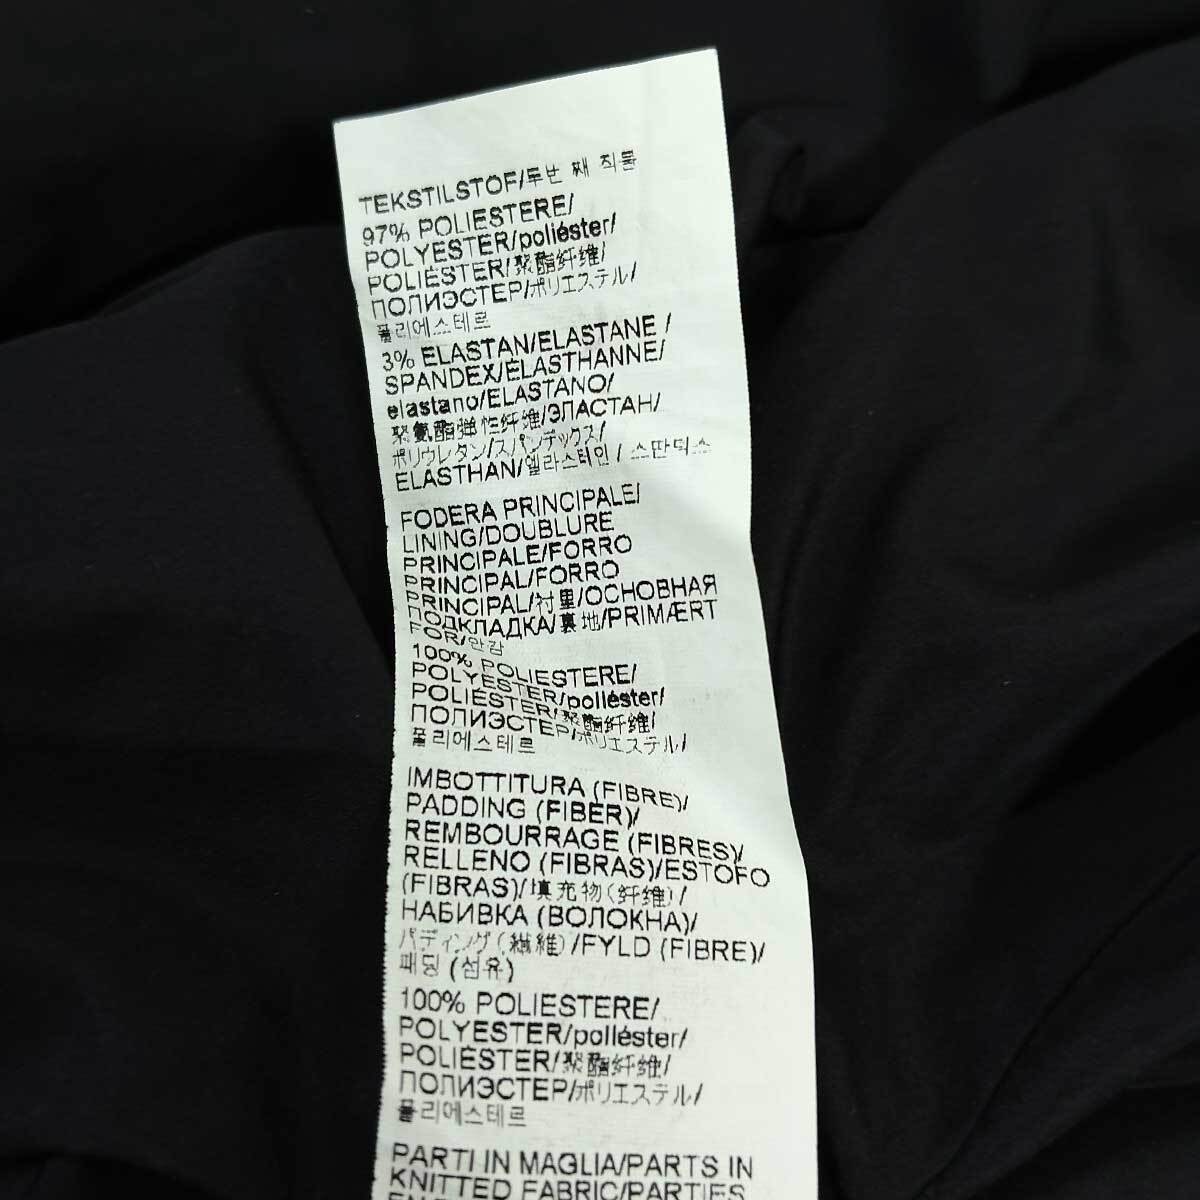 TEKSTILSTOF/두번 째 직물
97% POLIESTERE/
POLYESTER/poliéster/
POLIÉSTER/聚酯纤维/
ПОЛИЭСТЕР/ポリエステル/
폴리에스테르
3% ELASTAN/ELASTANE /
SPANDEX/ÉLASTHANNE/
elastano/ELASTANO/
聚氨酯弹性纤维/ЭЛАСТАН/
ポリウレタン/スパンデックス/
ELASTHAN/엘라스테인 / 스판덱스
FODERA PRINCIPALE/
LINING/DOUBLURE
PRINCIPALE/FORRO
PRINCIPAL/FORRO
PRINCIPAL/衬里/ОСНОВНАЯ
ПОДКЛАДКА/裏地/PRIMÆRT
FOR/안감
100% POLIESTERE/
POLYESTER/poliéster/
POLIÉSTER/聚酯纤维/
ПОЛИЭСТЕР/ポリエステル/
폴리에스테르
IMBOTTITURA (FIBRE)/
PADDING (FIBER)/
REMBOURRAGE (FIBRES)/
RELLENO (FIBRAS)/ESTOFO
(FIBRAS)/填充物(纤维)/
НАБИВКА (ВОЛОКНА)/
パディング(繊維)/FYLD (FIBRE)/
패딩 (섬유)
100% POLIESTERE/
POLYESTER/poliéster/
POLIÉSTER/聚酯纤维/
ПОЛИЭСТЕР/ポリエステル/
폴리에스테르
PARTI IN MAGLIA/PARTS IN
KNITTED FABRIC/PARTIES